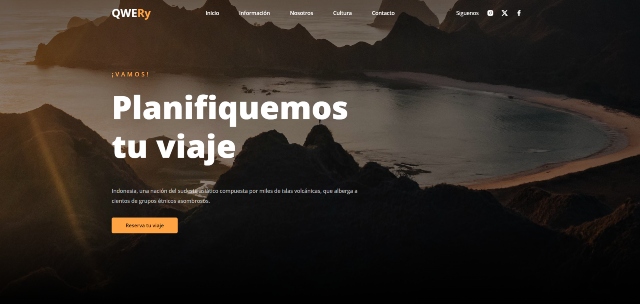 QWERy
Inicio
Información
Nosotros
Cultura
Contacto
Siguenos
¡VAMOS!
Planifiquemos
tu viaje
Indonesia, una nación del sudeste asiático compuesta por miles de islas volcánicas, que alberga a
cientos de grupos étnicos asombrosos.
Reserva tu viaje